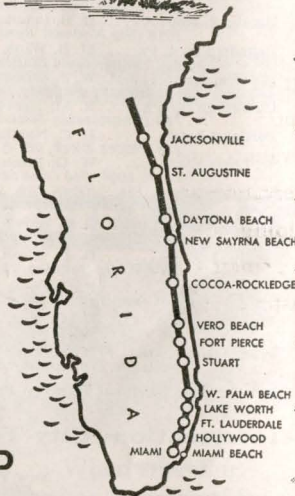 FLORIDA
JACKSONVILLE
ST. AUGUSTINE
DAYTONA BEACH
NEW SMYRNA BEACH
COCOA-ROCKLEDGE
VERO BEACH
FORT PIERCE
STUART
W. PALM BEACH
LAKE WORTH
FT. LAUDERDALE
HOLLYWOOD
MIAMI MIAMI BEACH